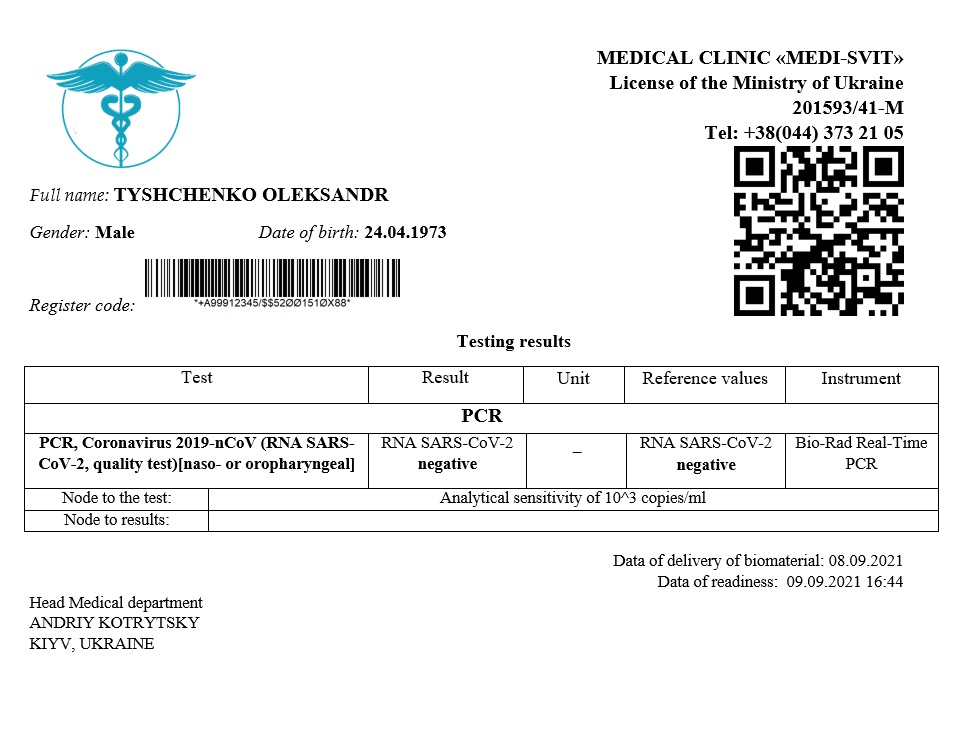 MEDICAL CLINIC «MEDI-SVIT»
License of the Ministry of Ukraine
201593/41-M
Tel: +38(044) 373 21 05
Full name: TYSHCHENKO OLEKSANDR
Gender: Male Date of birth: 24.04.1973
Register code: *+A99912345/$$52ØØ151ØX88*
Testing results
Test Result Unit Reference values Instrument
PCR
PCR, Coronavirus 2019-nCoV (RNA SARS- RNA SARS-CoV-2 – RNA SARS-CoV-2 Bio-Rad Real-Time
CoV-2, quality test)[naso- or oropharyngeal] negative negative PCR
Node to the test: Analytical sensitivity of 10^3 copies/ml
Node to results:
Data of delivery of biomaterial: 08.09.2021
Data of readiness: 09.09.2021 16:44
Head Medical department
ANDRIY KOTRYTSKY
KIYV, UKRAINE